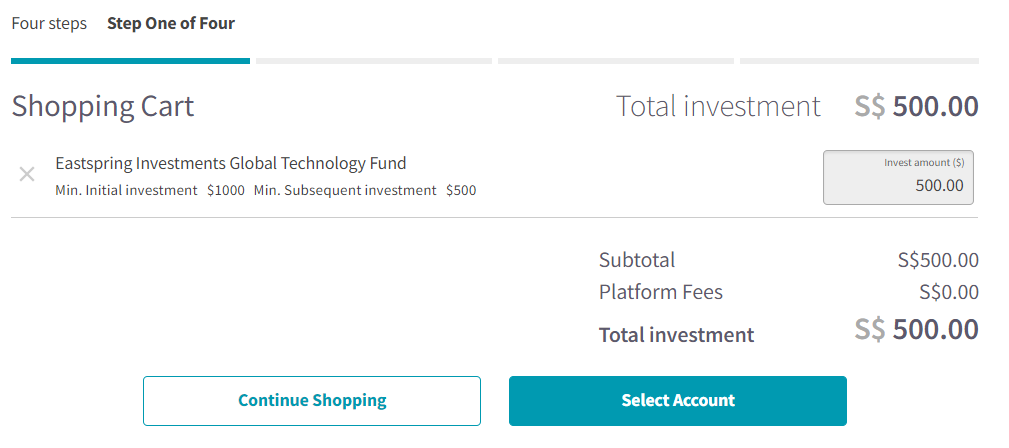 Four steps Step One of Four
Shopping Cart Total investment S$ 500.00
Eastspring Investments Global Technology Fund Invest amount ($)
Min. Initial investment $1000 Min. Subsequent investment $500 500.00
Subtotal S$500.00
Platform Fees S$0.00
Total investment S$ 500.00
Continue Shopping Select Account